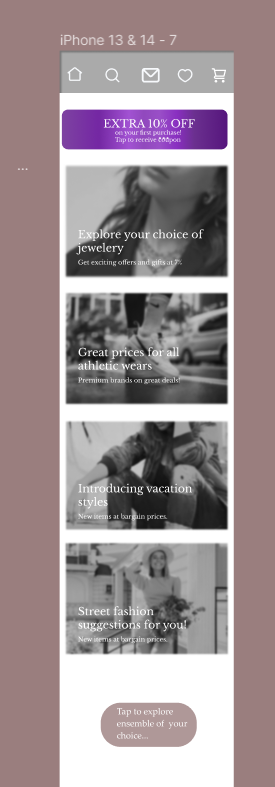 iPhone 13 & 14 - 7
EXTRA 10% OFF
on your first purchase!
Tap to receive coupon
...
Explore your choice of
jewelery
Get exciting offers and gifts at 7%
Great prices for all
athletic wears
Premium brands on great deals!
Introducing vacation
styles
New items at bargain prices.
Street fashion
suggestions for you!
New items at bargain prices.
Tap to explore
ensemble of your
choice...